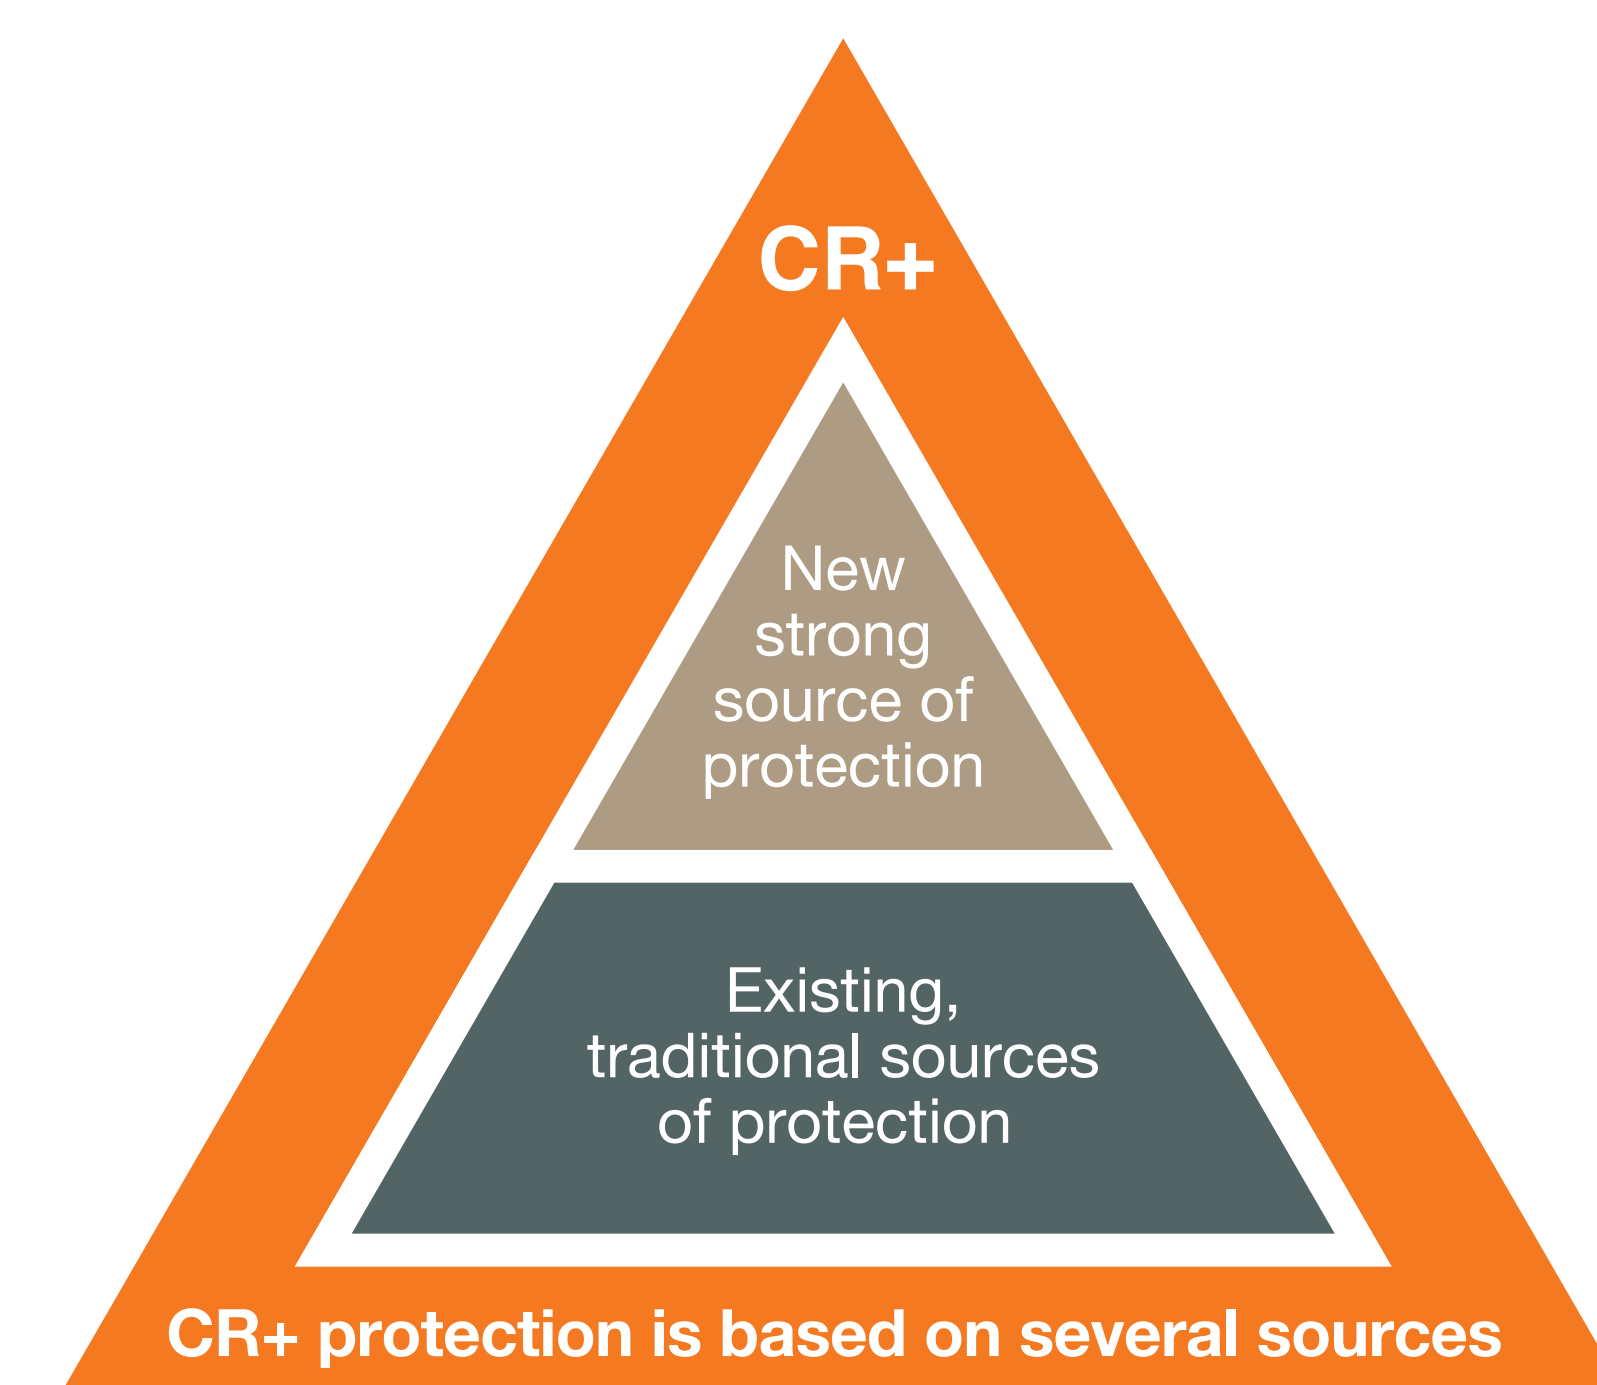 CR+
New
strong
source of
protection
Existing,
traditional sources
of protection
CR+ protection is based on several sources